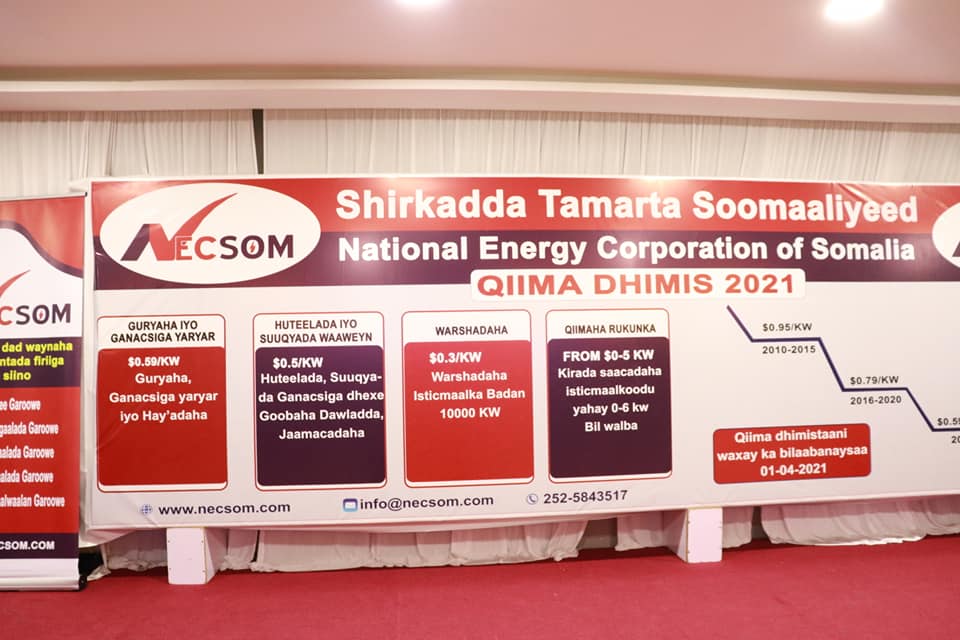 NECSOM
Shirkadda Tamarta Soomaaliyeed
National Energy Corporation of Somalia
QIIMA DHIMIS 2021
GURYAHA IYO
GANACSIGA YARYAR
$0.59/KW
Guryaha,
Ganacsiga yaryar
iyo Hay'adaha
HUTEELADA IYO
SUUQYADA WAAWEYN
$0.5/KW
Huteelada, Suuqya-
da Ganacsiga dhexe
Goobaha Dawladda,
Jaamacadaha
WARSHADAHA
$0.3/KW
Warshadaha
Isticmaalka Badan
10000 KW
QIIMAHA RUKUNKA
FROM $0-5 KW
Kirada saacadaha
isticmaalkoodu
yahay 0-6 kw
Bil walba
$0.95/KW
2010-2015
$0.79/KW
2016-2020
Qiima dhimistaani
waxay ka bilaabanaysaa
01-04-2021
www.necsom.com
info@necsom.com
252-5843517
CSOM
dad waynaha
firiiga
siino
Garoowe
Garoowe
Garoowe
Garoowe
Garoowe
CSOM.COM